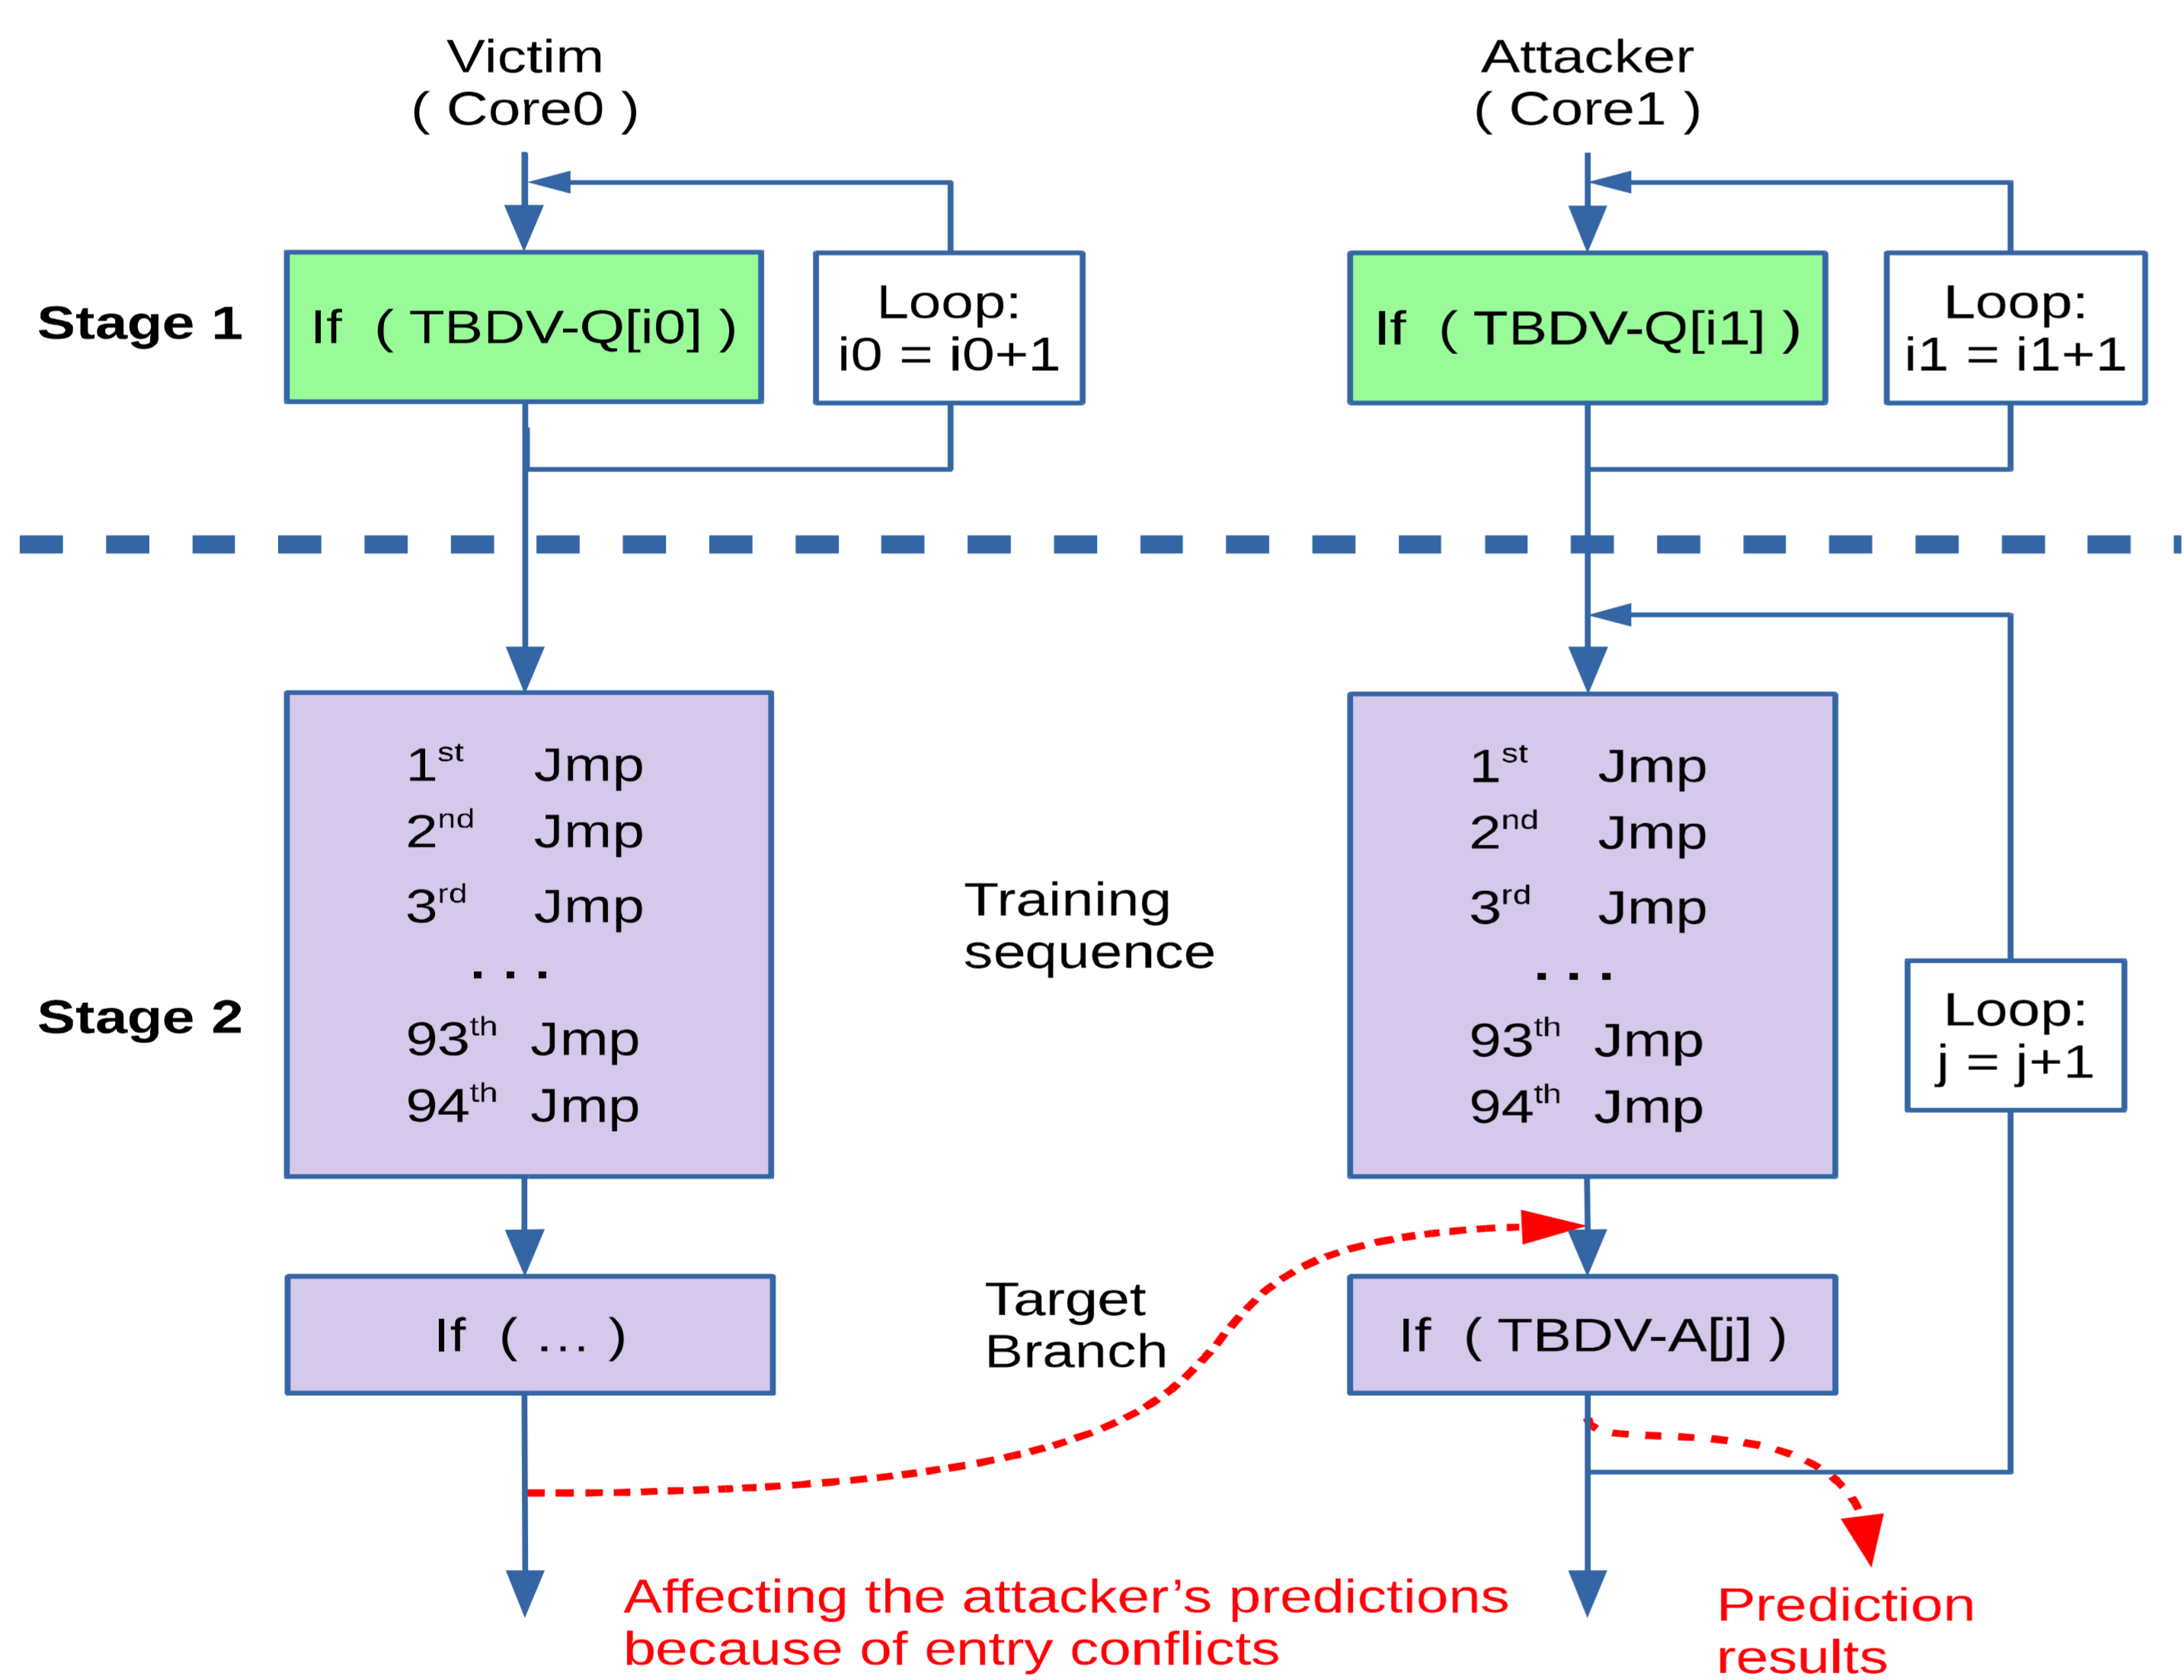 Victim
( Core0 )
Attacker
( Core1 )
Stage 1
If ( TBDV-Q[i0] )
Loop:
i0 = i0+1
If ( TBDV-Q[i1] )
Loop:
i1 = i1+1
Stage 2
1st Jmp
2nd Jmp
3rd Jmp
. . .
93th Jmp
94th Jmp
Training
sequence
1st Jmp
2nd Jmp
3rd Jmp
. . .
93th Jmp
94th Jmp
Loop:
j = j+1
If ( ... )
Target
Branch
If ( TBDV-A[j] )
Affecting the attacker’s predictions
because of entry conflicts
Prediction
results